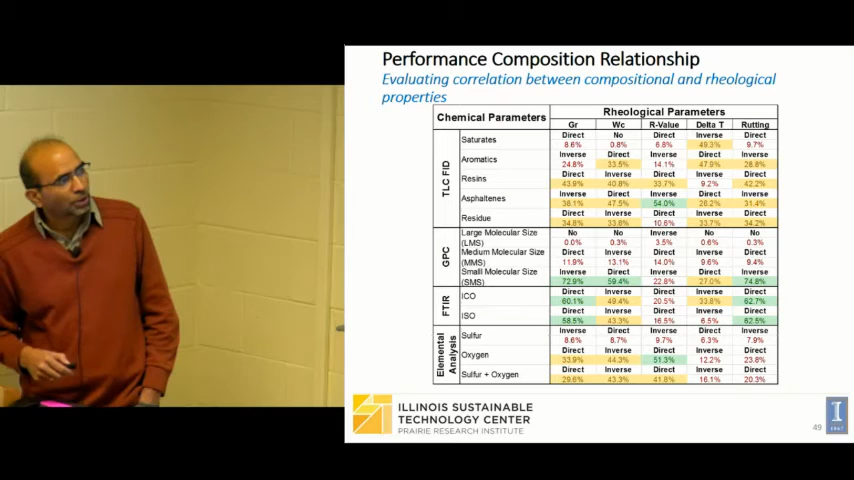 Performance Composition Relationship
Evaluating correlation between compositional and rheological
properties
Chemical Parameters Rheological Parameters
Gr Wc R-Value Delta T Rutting
TLC FID
Saturates Direct No Direct Inverse Direct
8.6% 0.8% 6.8% 49.3% 9.7%
Aromatics Inverse Direct Inverse Direct Inverse
24.8% 33.5% 14.1% 47.9% 28.8%
Resins Direct Inverse Direct Inverse Direct
43.9% 40.8% 33.7% 9.2% 42.2%
Asphaltenes Inverse Direct Inverse Direct Inverse
38.1% 47.5% 54.0% 26.2% 31.4%
Residue Direct Inverse Direct Inverse Direct
34.8% 33.6% 10.6% 33.7% 34.2%
GPC
Large Molecular Size No No Inverse No No
(LMS) 0.0% 0.3% 3.5% 0.6% 0.3%
Medium Molecular Size Direct Inverse Direct Inverse Direct
(MMS) 11.9% 13.1% 14.0% 9.6% 9.4%
Small Molecular Size Inverse Direct Inverse Direct Inverse
(SMS) 72.9% 59.4% 22.8% 27.0% 74.8%
FTIR
ICO Direct Inverse Direct Inverse Direct
60.1% 49.4% 20.5% 33.8% 62.7%
ISO Direct Inverse Direct Inverse Direct
58.5% 43.3% 16.5% 6.5% 62.5%
Elemental Analysis
Sulfur Inverse Direct Inverse Direct Inverse
8.6% 8.7% 9.7% 6.3% 7.9%
Oxygen Direct Inverse Direct Inverse Direct
33.9% 44.3% 51.3% 12.2% 23.8%
Sulfur + Oxygen Direct Inverse Direct Inverse Direct
29.6% 43.3% 41.8% 16.1% 20.3%
ILLINOIS SUSTAINABLE
TECHNOLOGY CENTER
PRAIRIE RESEARCH INSTITUTE
49
I